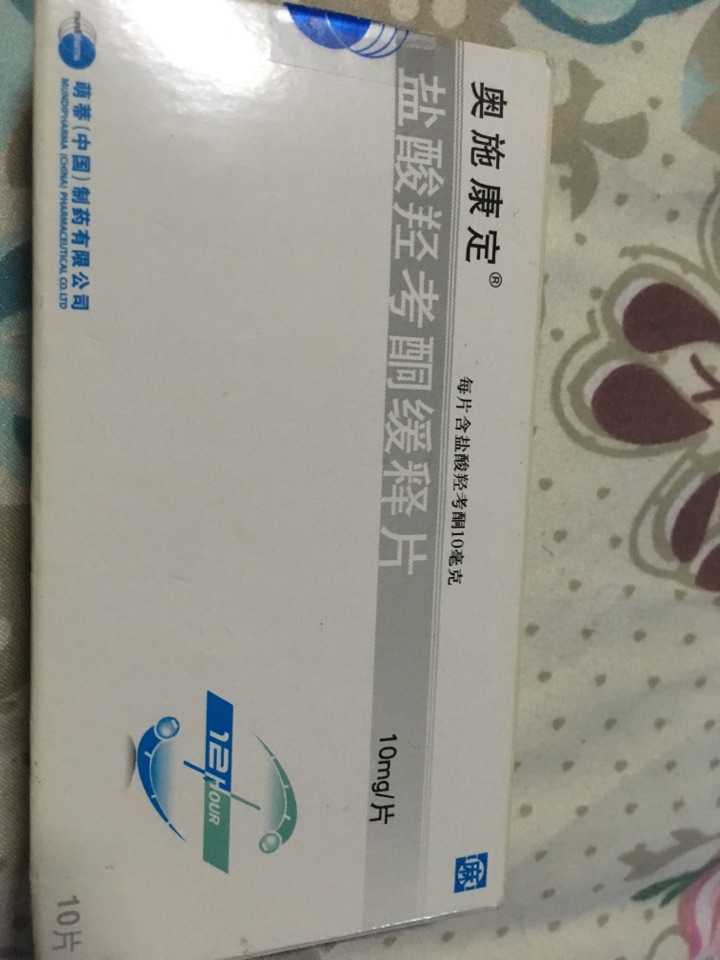 奥施康定®
每片含盐酸羟考酮10毫克
盐酸羟考酮缓释片
10mg/片
麻
12HOUR
萌蒂(中国)制药有限公司
MUNDIPHARMA (CHINA) PHARMACEUTICAL CO.LTD
10片